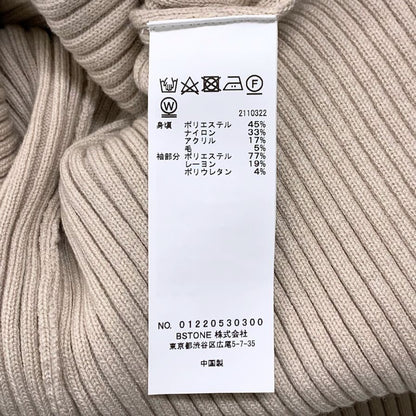 2110322
身頃 ポリエステル 45%
ナイロン 33%
アクリル 17%
毛 5%
袖部分 ポリエステル 77%
レーヨン 19%
ポリウレタン 4%
NO. 01220530300
BSTONE 株式会社
東京都渋谷区広尾5-7-35
中国製